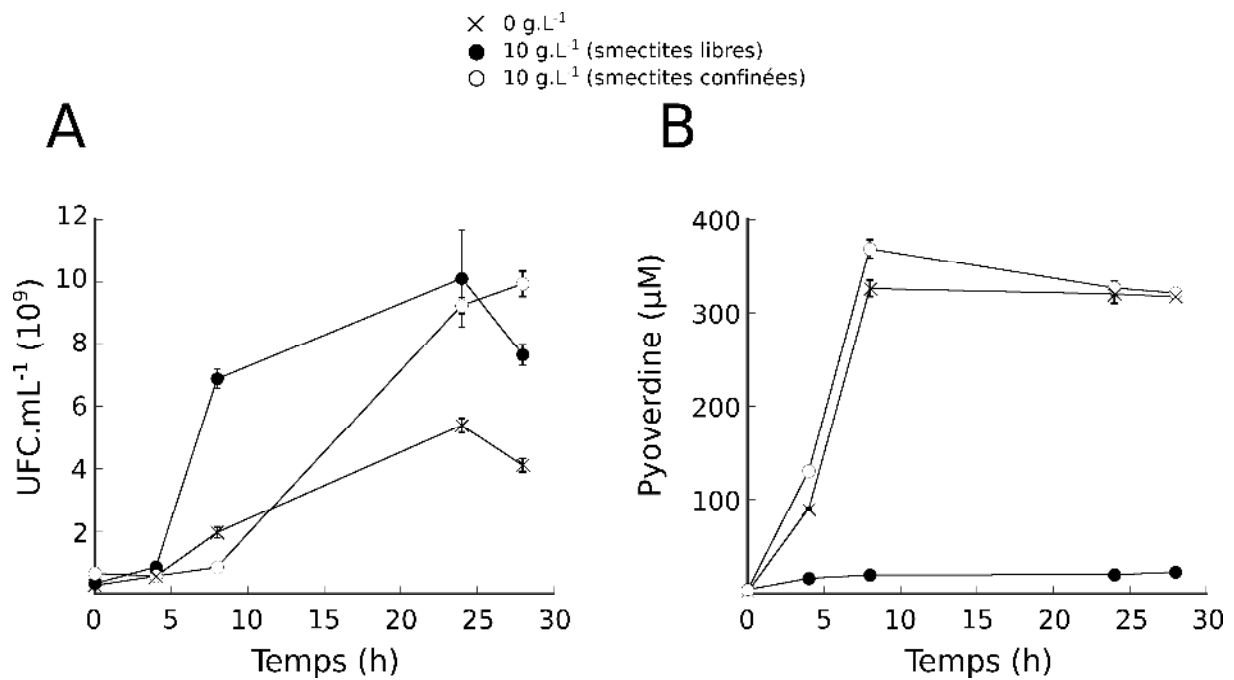 0 g.L⁻¹
10 g.L⁻¹ (smectites libres)
10 g.L⁻¹ (smectites confinées)
A
B
UFC.mL⁻¹ (10⁹)
12
10
8
6
4
2
0 5 10 15 20 25 30
Temps (h)
Pyoverdine (µM)
400
300
200
100
0 5 10 15 20 25 30
Temps (h)